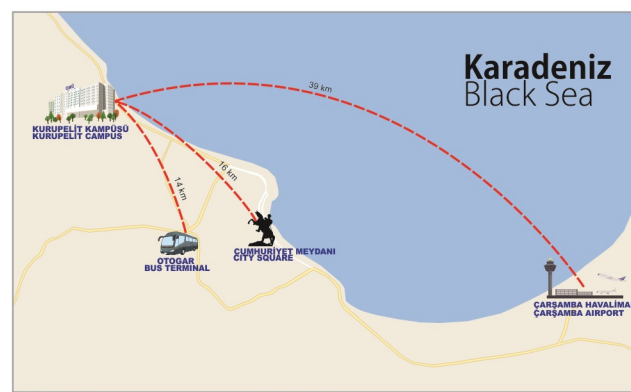 Karadeniz
Black Sea
39 km
KURUPELİT KAMPÜSÜ
KURUPELIT CAMPUS
16 km
14 km
OTOGAR
BUS TERMINAL
CUMHURİYET MEYDANI
CITY SQUARE
ÇARŞAMBA HAVALİMA
ÇARŞAMBA AIRPORT